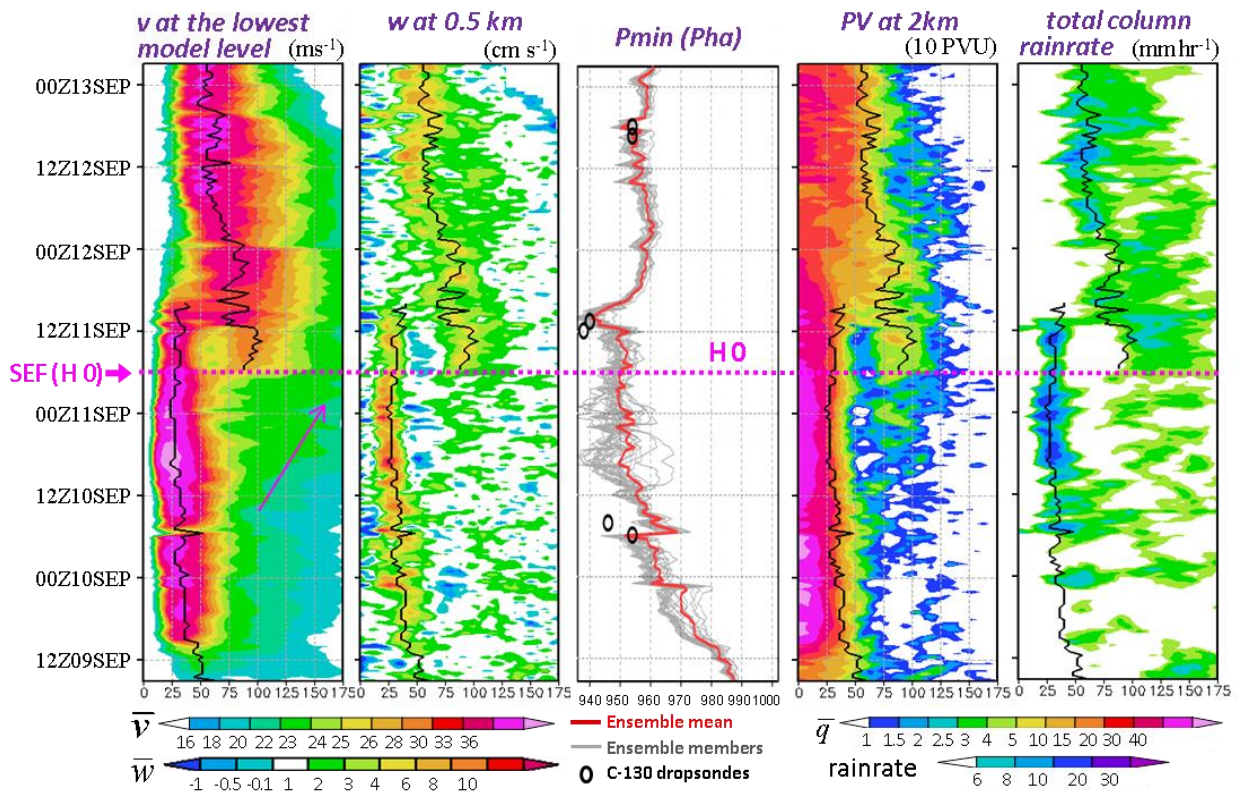 v at the lowest
model level (ms-1)
w at 0.5 km
(cm s-1)
Pmin (Pha)
PV at 2km
(10 PVU)
total column
rainrate (mmhr-1)
00Z13SEP
12Z12SEP
00Z12SEP
12Z11SEP
SEF (H 0)
H 0
00Z11SEP
12Z10SEP
00Z10SEP
12Z09SEP
0 25 50 75 100 125 150 175
25 50 75 100 125 150 175
940 950 960 970 980 990 1002
0 25 50 75 100 125 150 175
25 50 75 100 125 150 175
v
16 18 20 22 23 24 25 26 28 30 33 36
w
-1 -0.5 -0.1 1 2 3 4 6 8 10
Ensemble mean
Ensemble members
C-130 dropsondes
q
1 1.5 2 2.5 3 4 5 10 15 20 30 40
rainrate
6 8 10 20 30